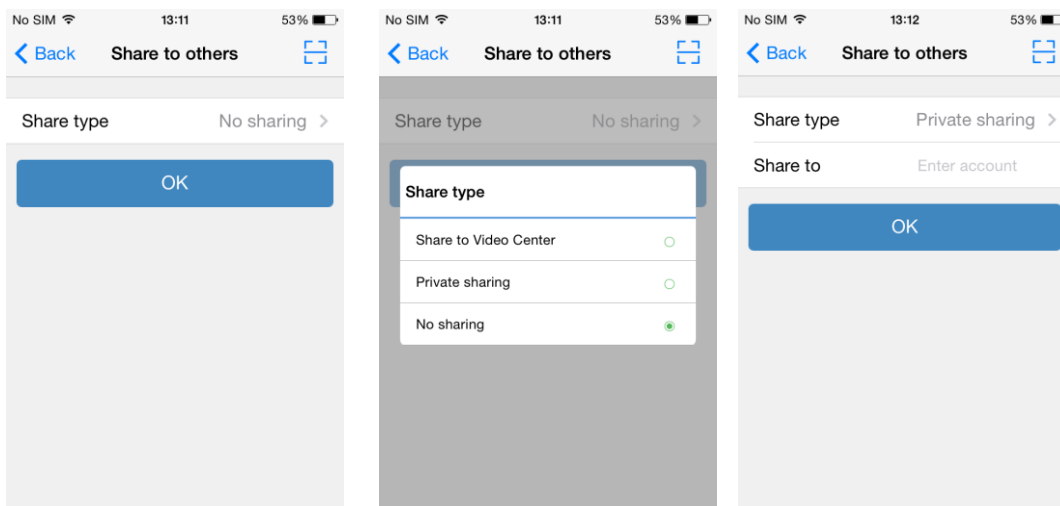 No SIM 13:11 53%
Back Share to others
Share type No sharing
OK
No SIM 13:11 53%
Back Share to others
Share type No sharing
Share type
Share to Video Center
Private sharing
No sharing
No SIM 13:12 53%
Back Share to others
Share type Private sharing
Share to Enter account
OK